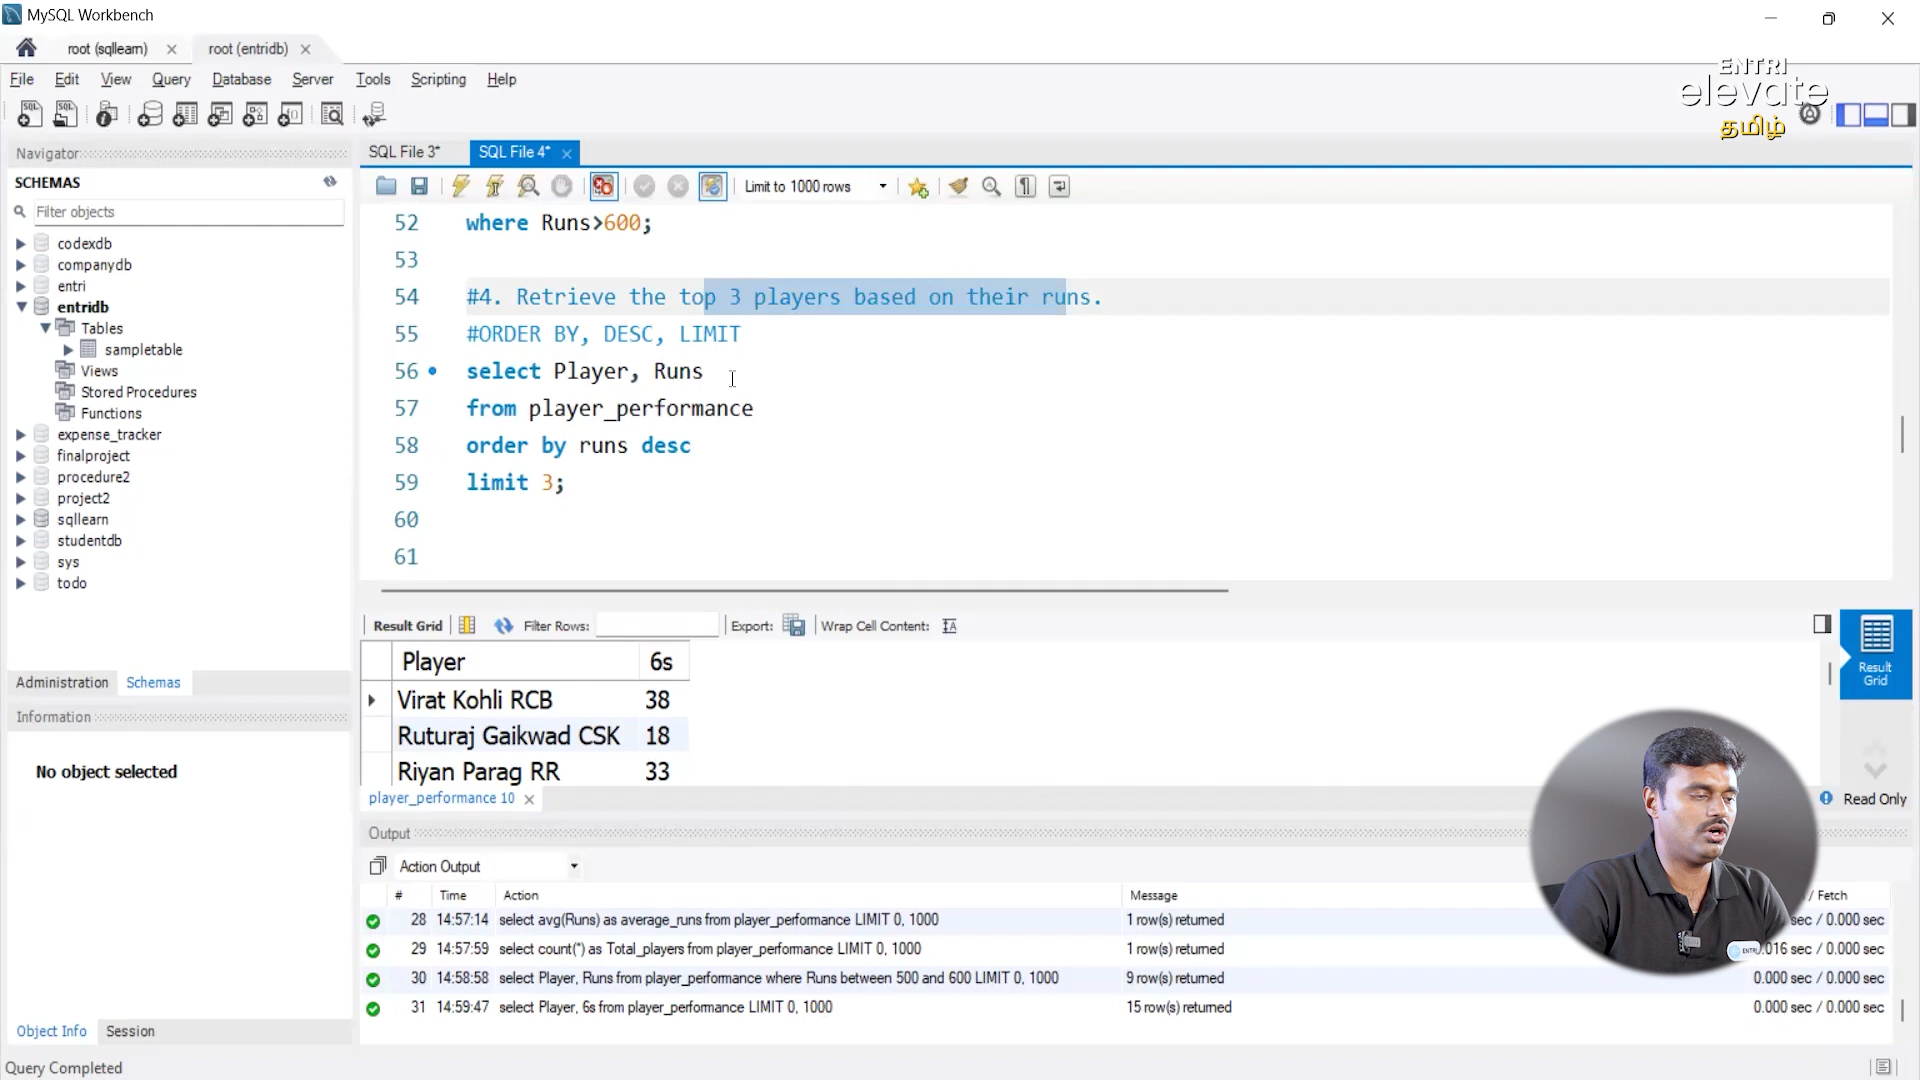 MySQL Workbench
root (sqllearn)
root (entridb)
File Edit View Query Database Server Tools Scripting Help
ENTRI
elevate
தமிழ்
Navigator
SCHEMAS
Filter objects
codexdb
companydb
entri
entridb
Tables
sampletable
Views
Stored Procedures
Functions
expense_tracker
finalproject
procedure2
project2
sqllearn
studentdb
sys
todo
Administration Schemas
Information
No object selected
Object Info Session
Query Completed
SQL File 3* SQL File 4*
Limit to 1000 rows
52 where Runs>600;
53
54 #4. Retrieve the top 3 players based on their runs.
55 #ORDER BY, DESC, LIMIT
56 select Player, Runs
57 from player_performance
58 order by runs desc
59 limit 3;
60
61
Result Grid Filter Rows: Export: Wrap Cell Content:
Player 6s
Virat Kohli RCB 38
Ruturaj Gaikwad CSK 18
Riyan Parag RR 33
Result
Grid
player_performance 10
Read Only
Output
Action Output
# Time Action Message / Fetch
28 14:57:14 select avg(Runs) as average_runs from player_performance LIMIT 0, 1000 1 row(s) returned sec / 0.000 sec
29 14:57:59 select count(*) as Total_players from player_performance LIMIT 0, 1000 1 row(s) returned 0.016 sec / 0.000 sec
30 14:58:58 select Player, Runs from player_performance where Runs between 500 and 600 LIMIT 0, 1000 9 row(s) returned 0.000 sec / 0.000 sec
31 14:59:47 select Player, 6s from player_performance LIMIT 0, 1000 15 row(s) returned 0.000 sec / 0.000 sec